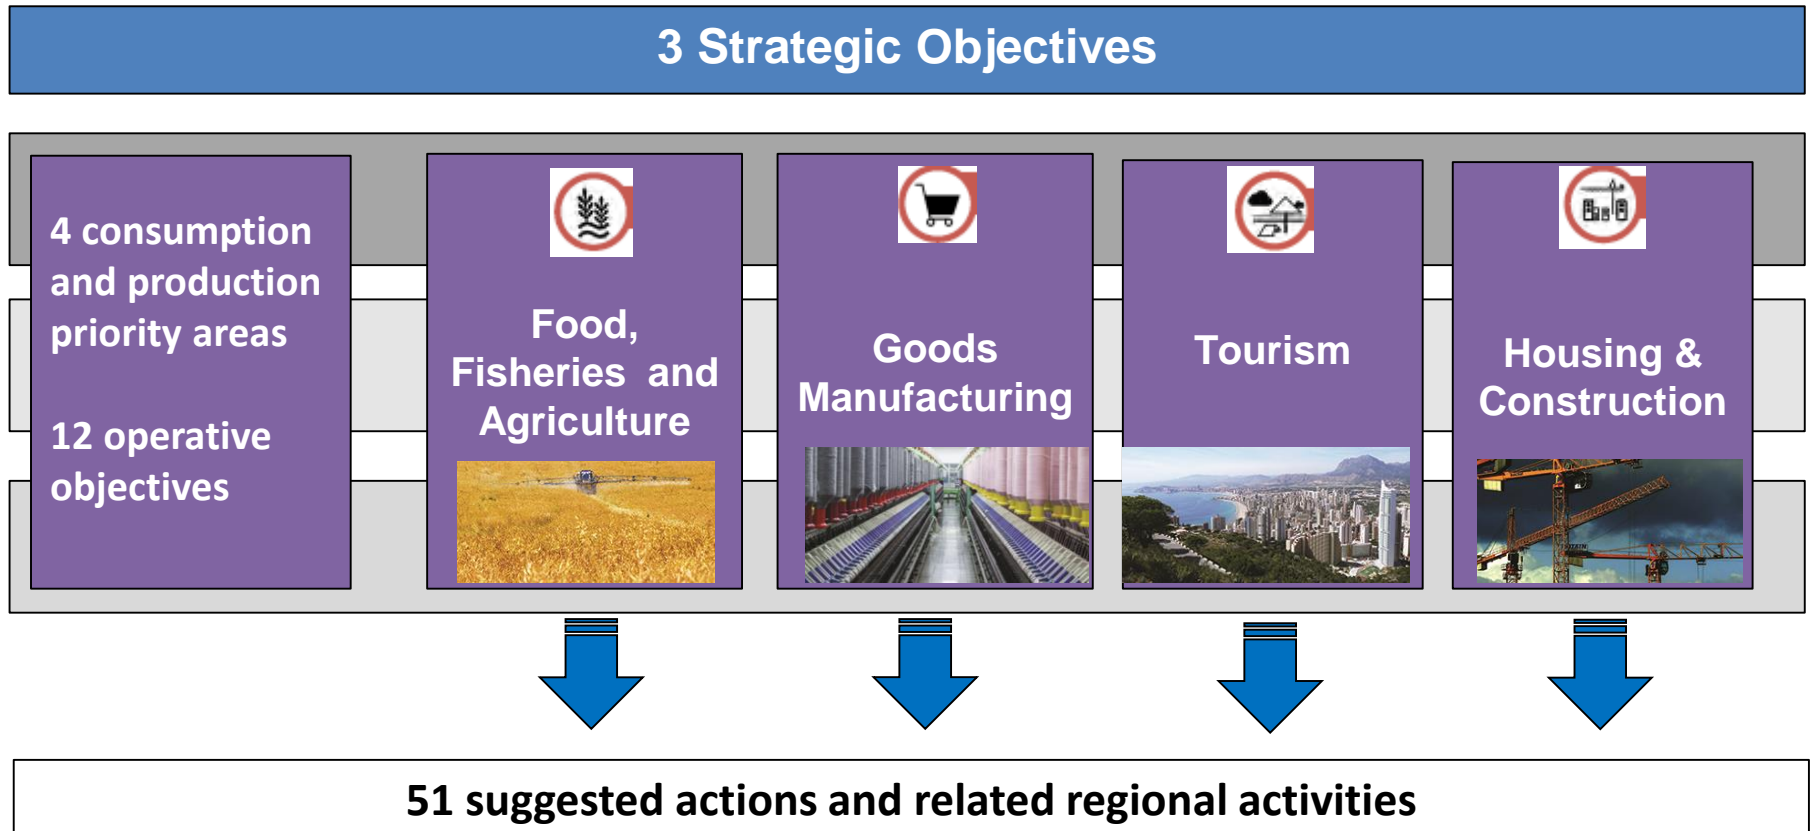 3 Strategic Objectives
4 consumption
and production
priority areas
12 operative
objectives
Food,
Fisheries and
Agriculture
Goods
Manufacturing
Tourism
Housing &
Construction
51 suggested actions and related regional activities